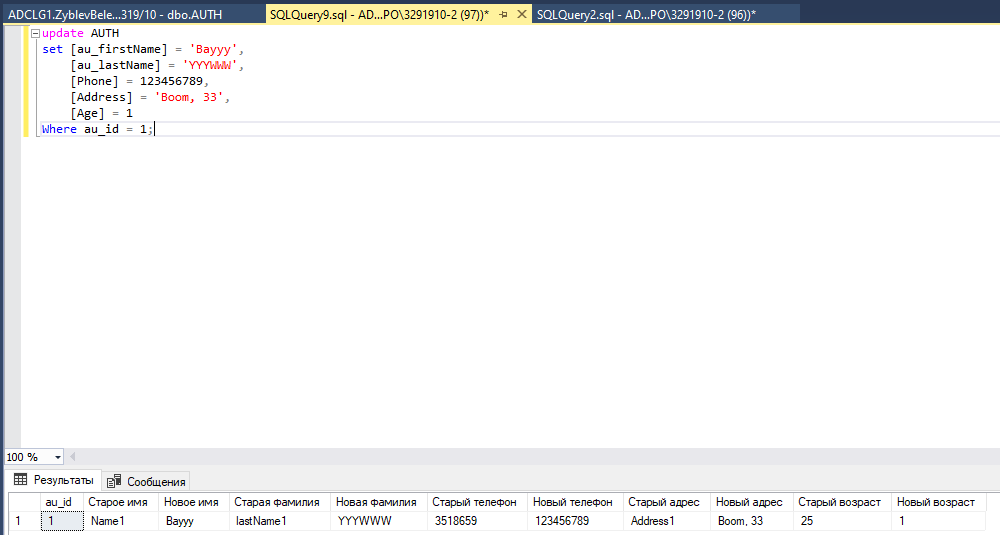 ADCLG1.ZyblevBele...319/10 - dbo.AUTH SQLQuery9.sql - AD...PO\3291910-2 (97))* SQLQuery2.sql - AD...PO\3291910-2 (96))*
update AUTH
set [au_firstName] = 'Bayyy',
[au_lastName] = 'YYYWWW',
[Phone] = 123456789,
[Address] = 'Boom, 33',
[Age] = 1
Where au_id = 1;
100 %
Результаты Сообщения
au_id Старое имя Новое имя Старая фамилия Новая фамилия Старый телефон Новый телефон Старый адрес Новый адрес Старый возраст Новый возраст
1 1 Name1 Bayyy lastName1 YYYWWW 3518659 123456789 Address1 Boom, 33 25 1